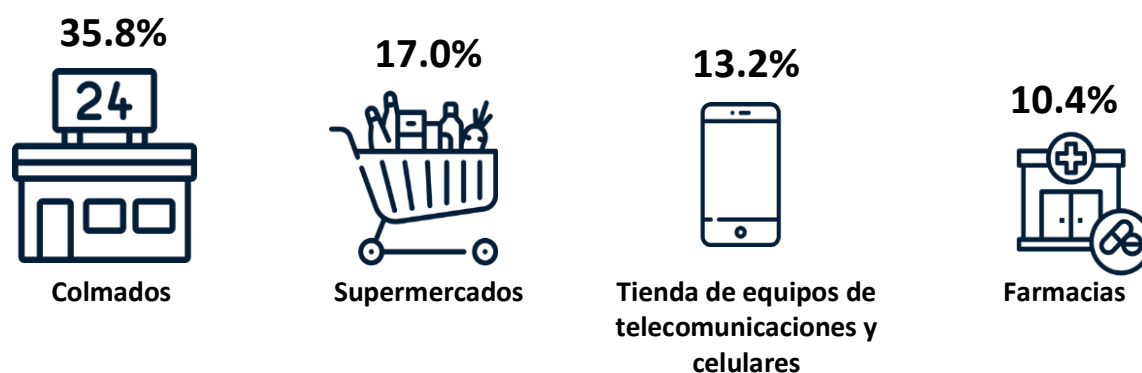 35.8%
17.0%
13.2%
10.4%
24
Colmados
Supermercados
Tienda de equipos de
telecomunicaciones y
celulares
Farmacias